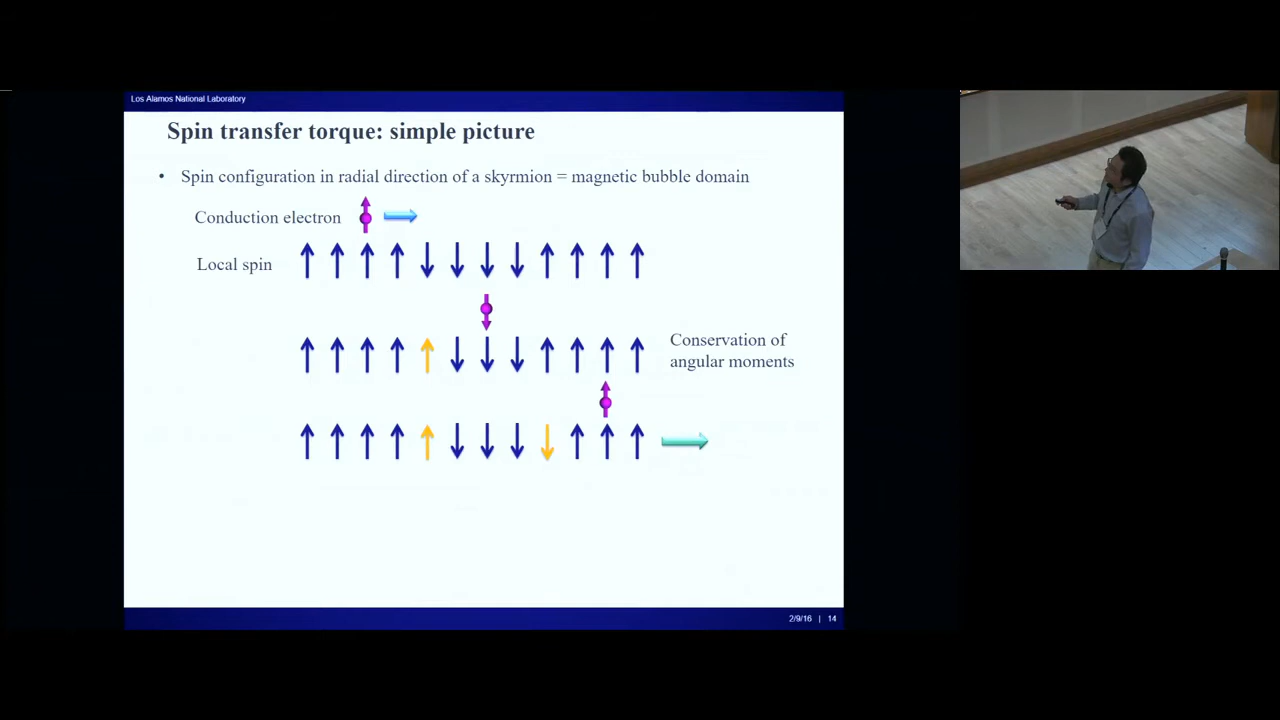 Los Alamos National Laboratory
Spin transfer torque: simple picture
• Spin configuration in radial direction of a skyrmion = magnetic bubble domain
Conduction electron
Local spin
Conservation of
angular moments
2/9/16 | 14